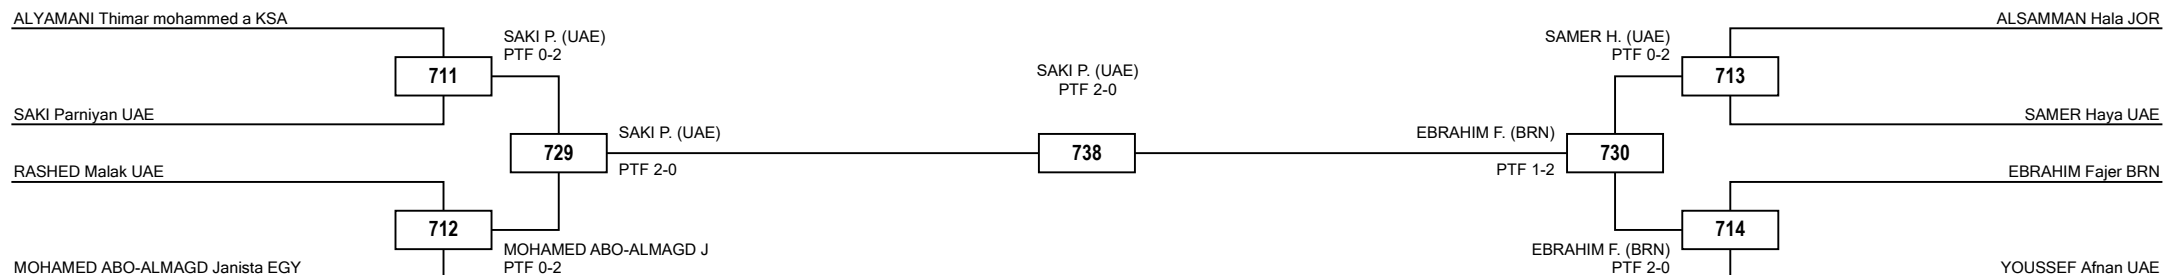 ALYAMANI Thimar mohammed a KSA
SAKI P. (UAE)
PTF 0-2
711
SAKI Parniyan UAE
SAKI P. (UAE)
PTF 2-0
729
RASHED Malak UAE
712
MOHAMED ABO-ALMAGD J
PTF 0-2
MOHAMED ABO-ALMAGD Janista EGY
SAKI P. (UAE)
PTF 2-0
738
ALSAMMAN Hala JOR
SAMER H. (UAE)
PTF 0-2
713
SAMER Haya UAE
EBRAHIM F. (BRN)
PTF 1-2
730
EBRAHIM Fajer BRN
714
EBRAHIM F. (BRN)
PTF 2-0
YOUSSEF Afnan UAE